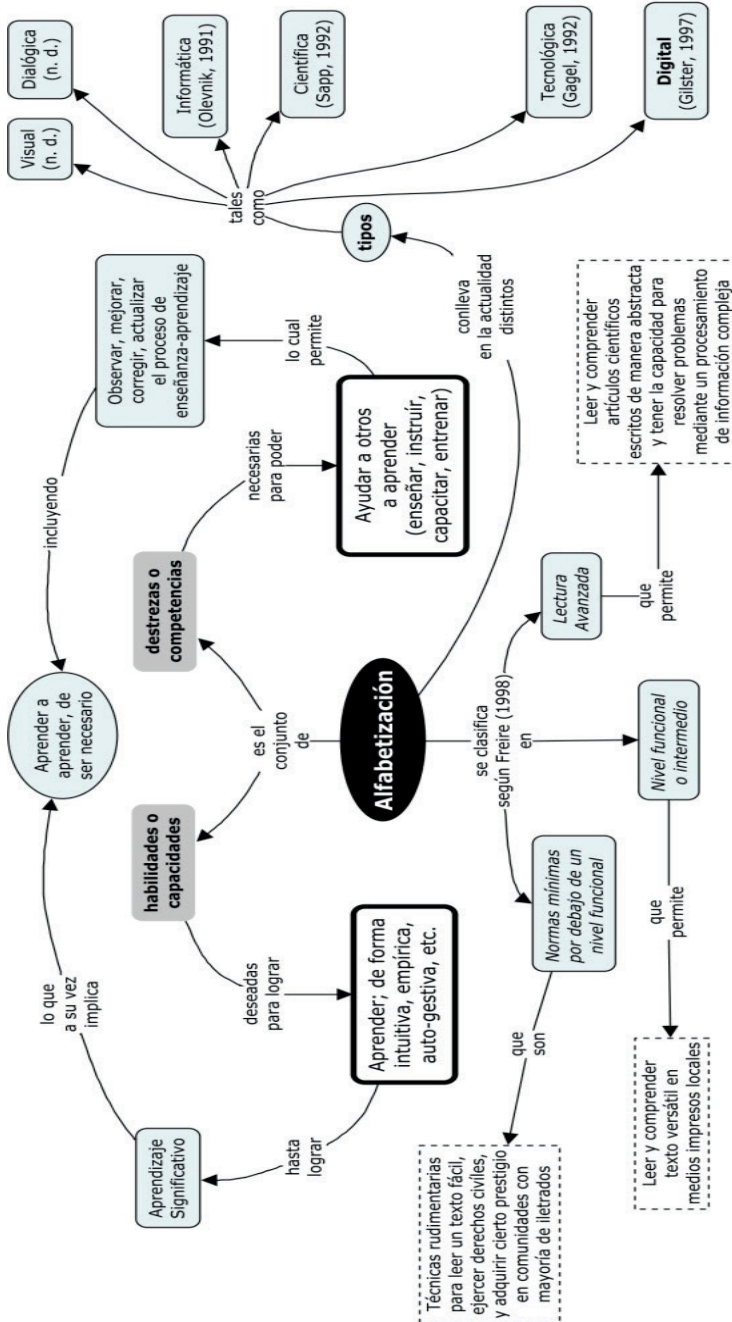 Aprender a
aprender, de
ser necesario
lo que
a su vez
implica
incluyendo
Aprendizaje
Significativo
habilidades o
capacidades
destrezas o
competencias
Observar, mejorar,
corregir, actualizar
el proceso de
enseñanza-aprendizaje
Visual
(n. d.)
Dialógica
(n. d.)
hasta
lograr
deseadas
para lograr
es el
conjunto
de
necesarias
para poder
lo cual
permite
tales
como
Informática
(Olevnik, 1991)
Científica
(Sapp, 1992)
Aprender; de forma
intuitiva, empírica,
auto-gestiva, etc.
Alfabetización
Ayudar a otros
a aprender
(enseñar, instruír,
capacitar, entrenar)
tipos
conlleva
en la actualidad
distintos
Tecnológica
(Gagel, 1992)
Digital
(Gilster, 1997)
se clasifica
según Freire (1998)
en
Normas mínimas
por debajo de un
nivel funcional
Lectura
Avanzada
que
son
Nivel funcional
o intermedio
que
permite
que
permite
Técnicas rudimentarias
para leer un texto fácil,
ejercer derechos civiles,
y adquirir cierto prestigio
en comunidades con
mayoría de iletrados
Leer y comprender
texto versátil en
medios impresos locales
Leer y comprender
artículos científicos
escritos de manera abstracta
y tener la capacidad para
resolver problemas
mediante un procesamiento
de información compleja